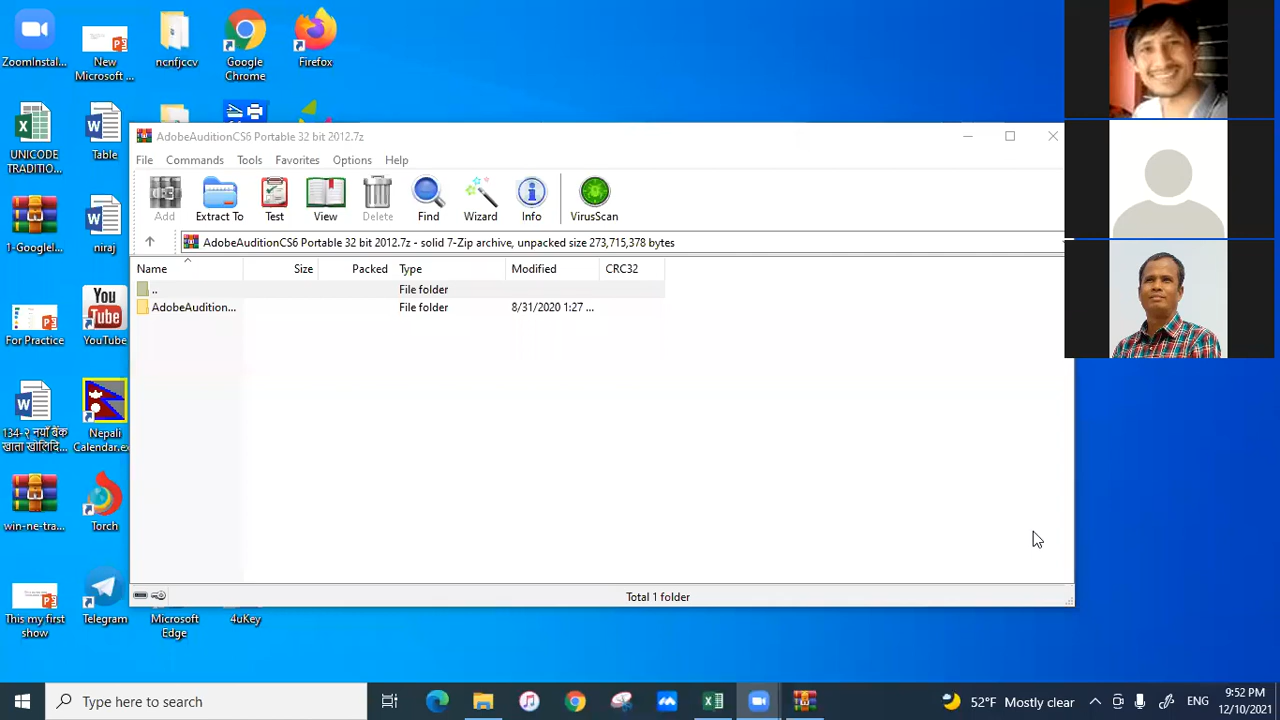 Zoominstal...
New
Microsoft ...
ncnfjccv
Google
Chrome
Firefox
UNICODE
TRADITIO...
Table
1-Googlel...
niraj
For Practice
You
Tube
YouTube
134-२ नयाँ बैंक
खाता खोलिदि...
Nepali
Calendar.ex
win-ne-tra...
Torch
This my first
show
Telegram
Microsoft
Edge
4uKey
AdobeAuditionCS6 Portable 32 bit 2012.7z
File Commands Tools Favorites Options Help
Add Extract To Test View Delete Find Wizard Info VirusScan
AdobeAuditionCS6 Portable 32 bit 2012.7z - solid 7-Zip archive, unpacked size 273,715,378 bytes
Name Size Packed Type Modified CRC32
.. File folder
AdobeAudition... File folder 8/31/2020 1:27 ...
Total 1 folder
Type here to search
52°F Mostly clear
ENG
9:52 PM
12/10/2021